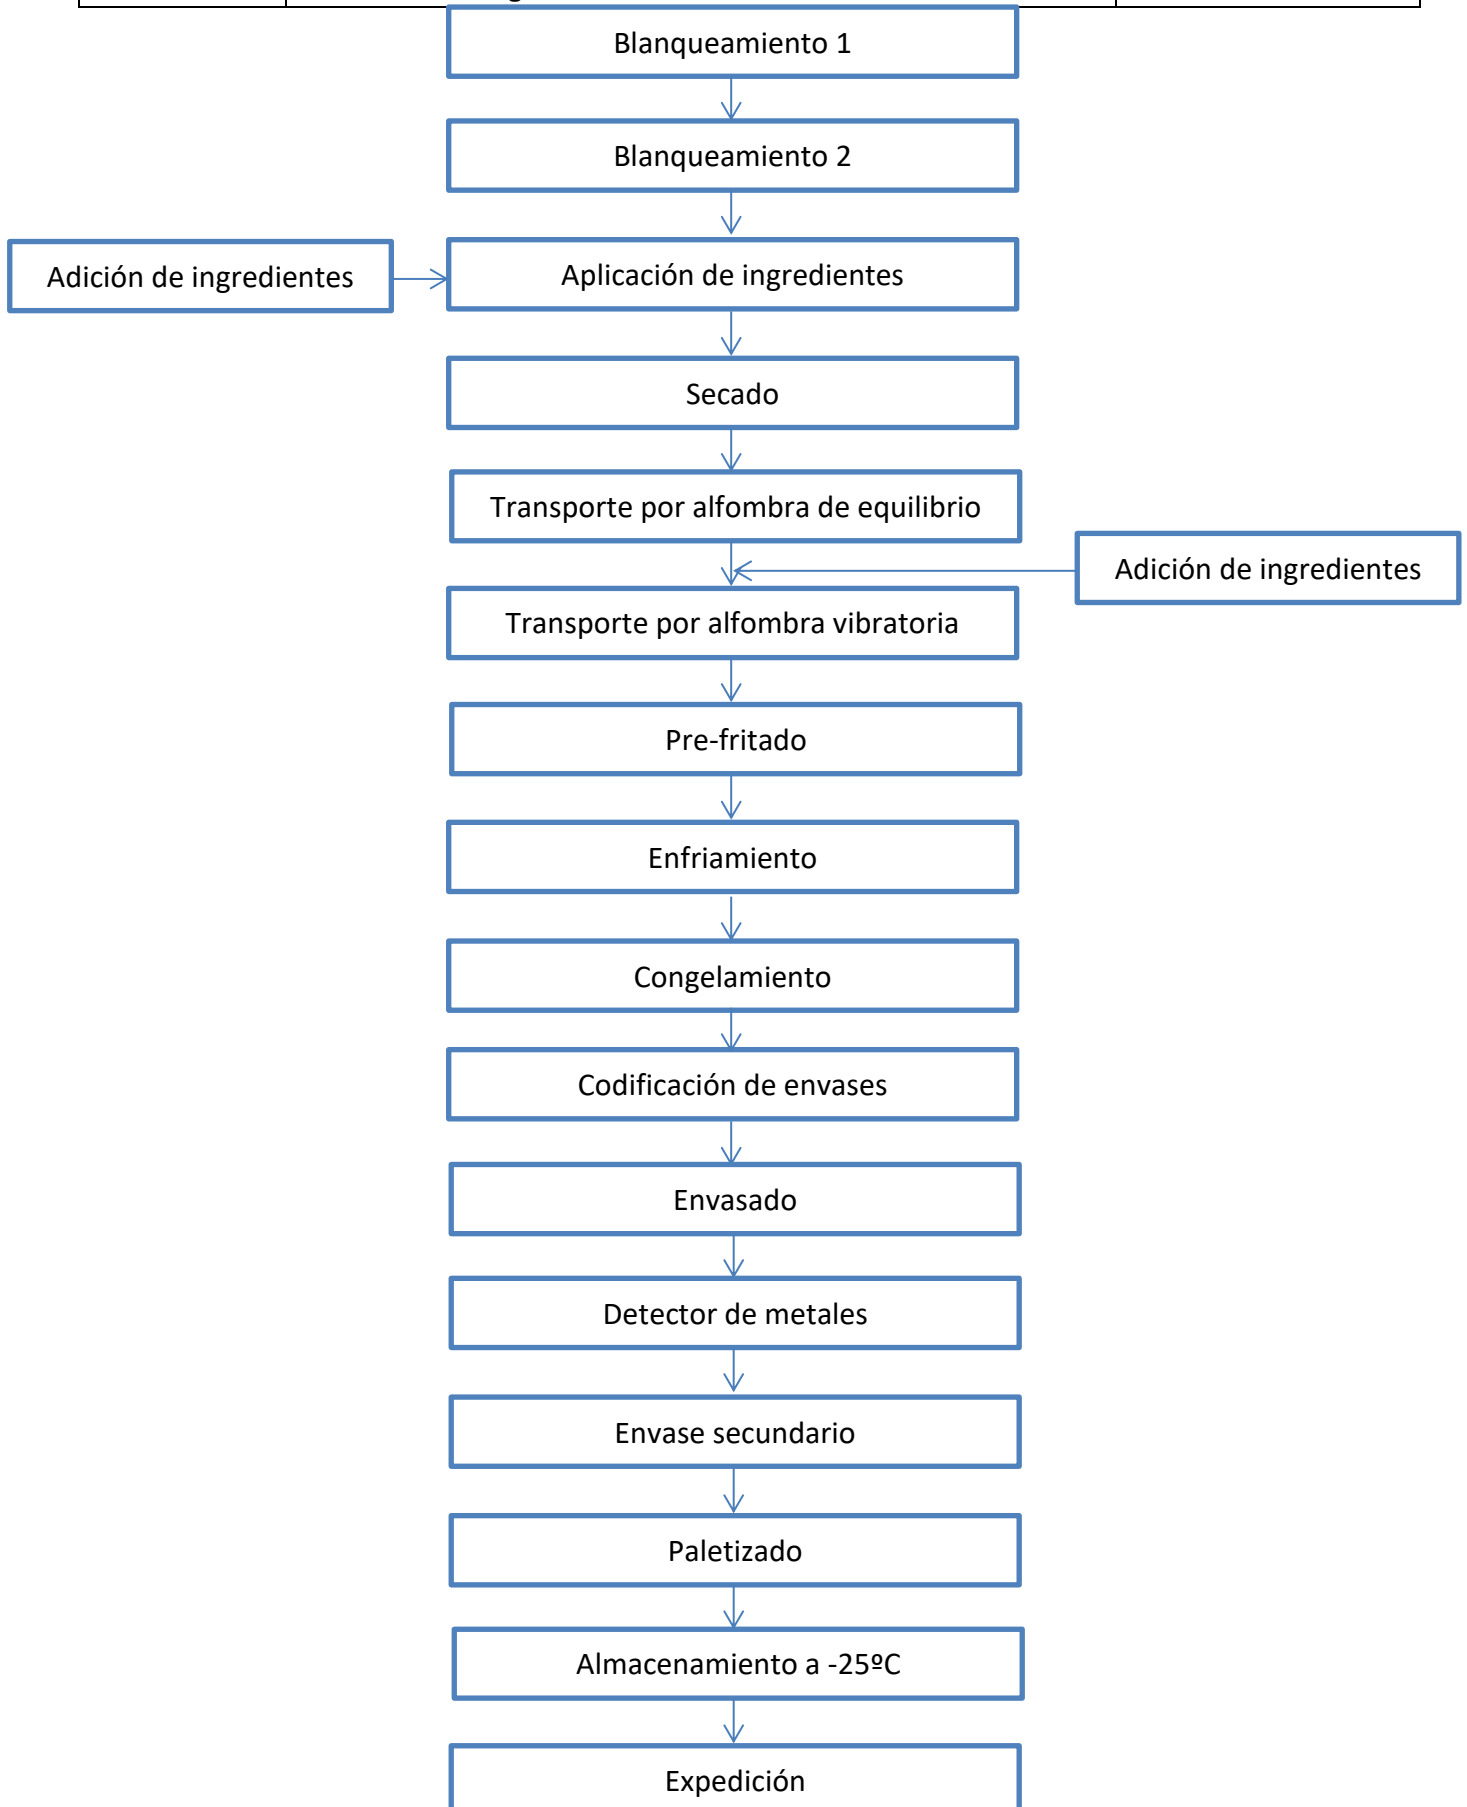 Blanqueamiento 1
Blanqueamiento 2
Adición de ingredientes
Aplicación de ingredientes
Secado
Transporte por alfombra de equilibrio
Adición de ingredientes
Transporte por alfombra vibratoria
Pre-fritado
Enfriamiento
Congelamiento
Codificación de envases
Envasado
Detector de metales
Envase secundario
Paletizado
Almacenamiento a -25ºC
Expedición